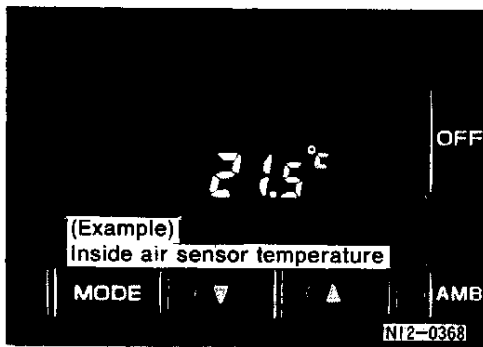 OFF
21.5°C
(Example)
Inside air sensor temperature
MODE ▼ ▲ AMB
N12-0368